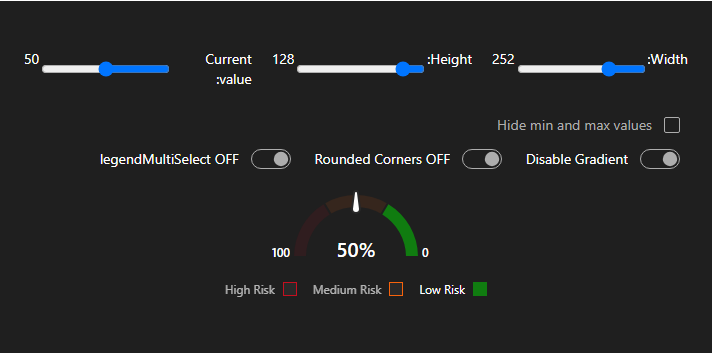 :Width
252
:Height
128
Current
:value
50
Hide min and max values
Disable Gradient
Rounded Corners OFF
legendMultiSelect OFF
50%
100
0
Low Risk
Medium Risk
High Risk